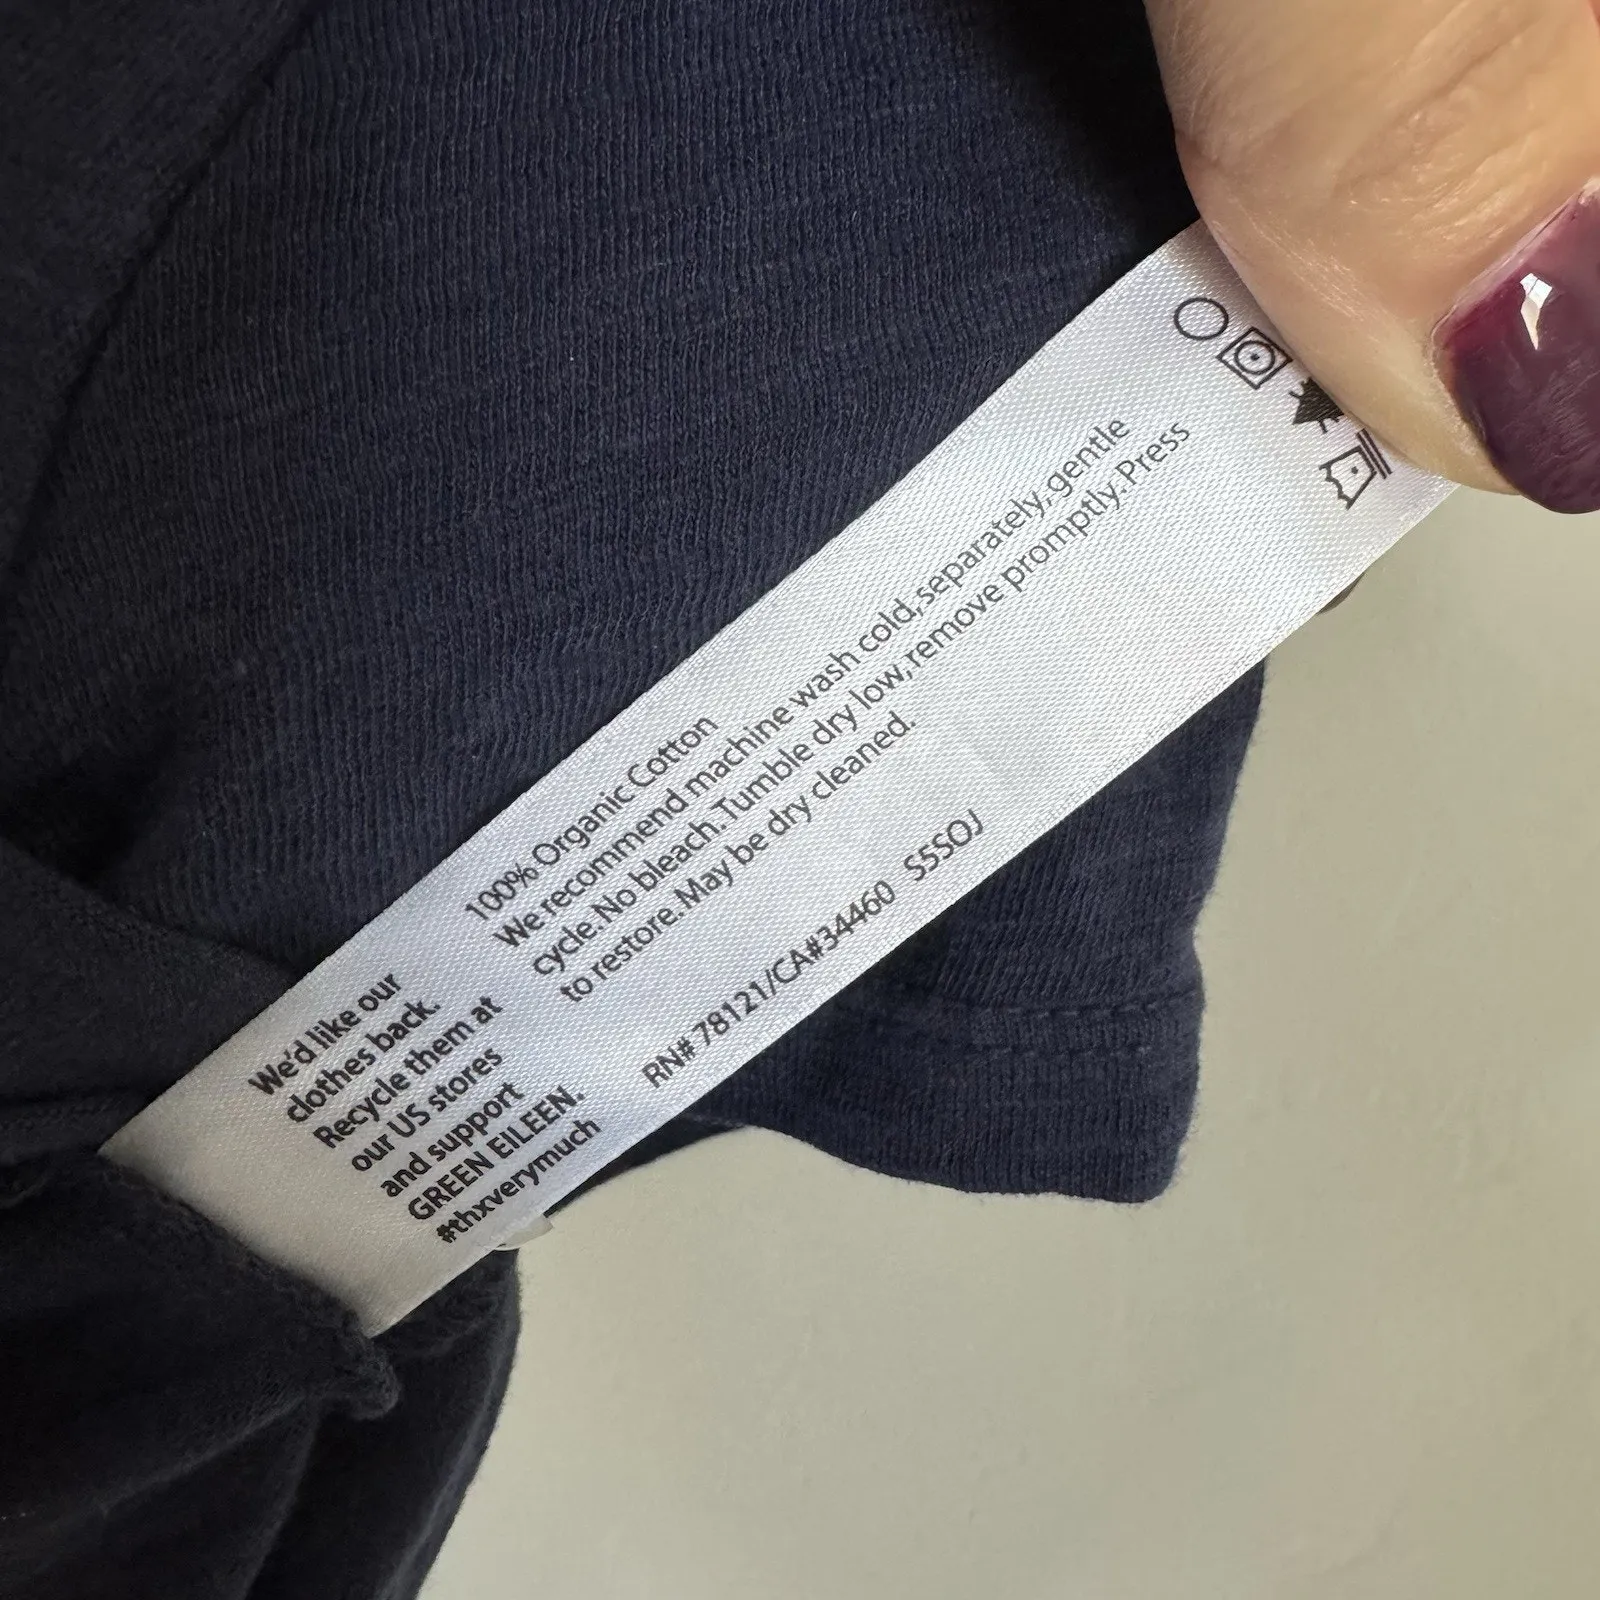 100% Organic Cotton
We recommend machine wash cold, separately, gentle
cycle. No bleach. Tumble dry low, remove promptly. Press
to restore. May be dry cleaned.
RN# 78121/CA#34460 S5SOJ
We'd like our
clothes back.
Recycle them at
our US stores
and support
GREEN EILEEN.
#thxverymuch